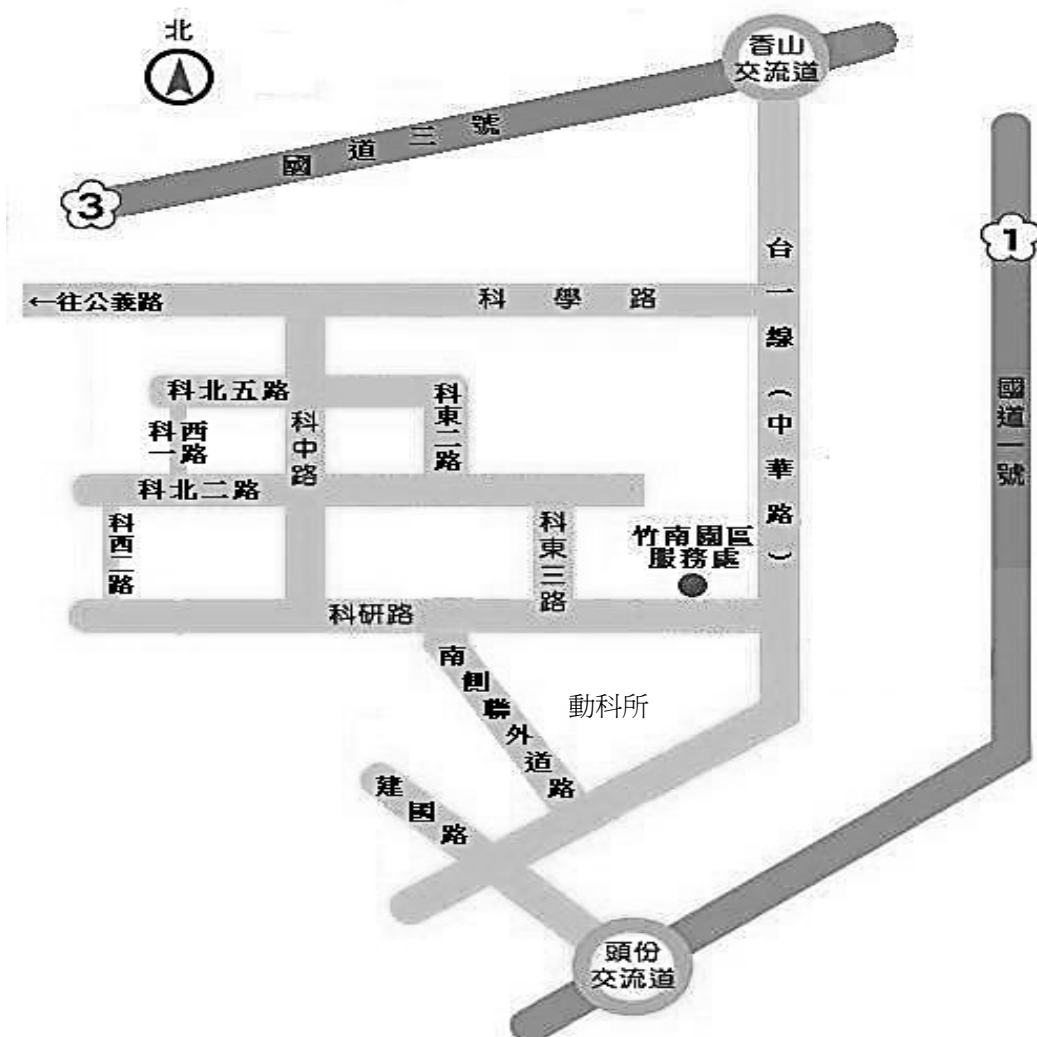 北
香山
交流道
國道三號
3
1
台一線（中華路）
←往公義路
科學路
國道一號
科北五路
科東二路
科西一路
科中路
科北二路
科西二路
科東三路
竹南園區
服務處
科研路
南側聯外道路
動科所
建國路
頭份
交流道